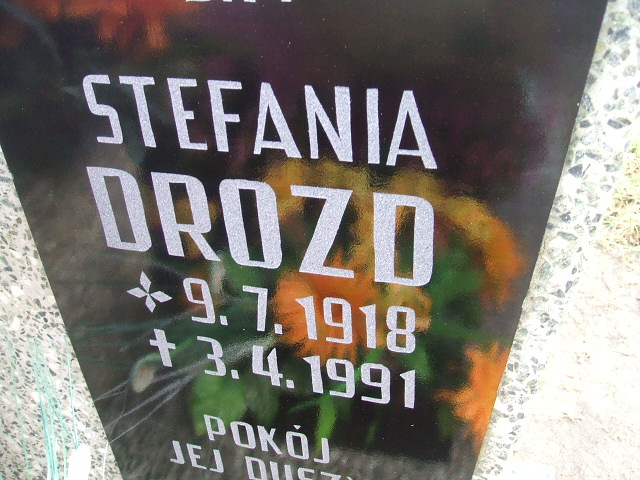 STEFANIA
DROZD
9.7.1918
✝ 3.4.1991
POKÓJ
JEJ